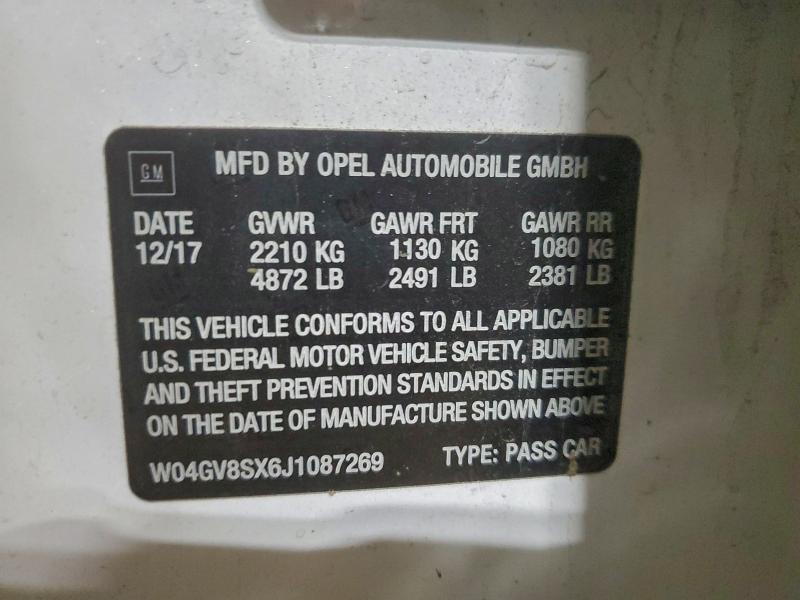 GM
MFD BY OPEL AUTOMOBILE GMBH
DATE GVWR GAWR FRT GAWR RR
12/17 2210 KG 1130 KG 1080 KG
4872 LB 2491 LB 2381 LB
THIS VEHICLE CONFORMS TO ALL APPLICABLE
U.S. FEDERAL MOTOR VEHICLE SAFETY, BUMPER
AND THEFT PREVENTION STANDARDS IN EFFECT
ON THE DATE OF MANUFACTURE SHOWN ABOVE
W04GV8SX6J1087269 TYPE: PASS CAR